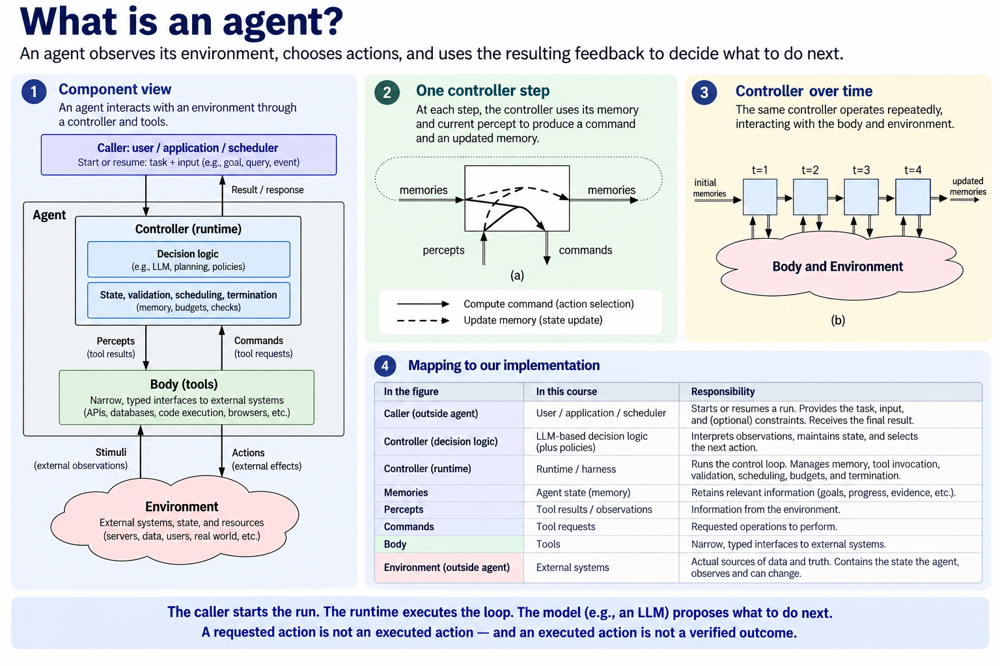 What is an agent?
An agent observes its environment, chooses actions, and uses the resulting feedback to decide what to do next.
1
Component view
An agent interacts with an environment through
a controller and tools.
Caller: user / application / scheduler
Start or resume: task + input (e.g., goal, query, event)
Result / response
Agent
Controller (runtime)
Decision logic
(e.g., LLM, planning, policies)
State, validation, scheduling, termination
(memory, budgets, checks)
Percepts
(tool results)
Commands
(tool requests)
Body (tools)
Narrow, typed interfaces to external systems
(APIs, databases, code execution, browsers, etc.)
Stimuli
(external observations)
Actions
(external effects)
Environment
External systems, state, and resources
(servers, data, users, real world, etc.)
2
One controller step
At each step, the controller uses its memory
and current percept to produce a command
and an updated memory.
memories
memories
percepts
commands
(a)
Compute command (action selection)
Update memory (state update)
3
Controller over time
The same controller operates repeatedly,
interacting with the body and environment.
t=1
t=2
t=3
t=4
initial
memories
updated
memories
Body and Environment
(b)
4
Mapping to our implementation
In the figure
In this course
Responsibility
Caller (outside agent)
User / application / scheduler
Starts or resumes a run. Provides the task, input,
and (optional) constraints. Receives the final result.
Controller (decision logic)
LLM-based decision logic
(plus policies)
Interprets observations, maintains state, and selects
the next action.
Controller (runtime)
Runtime / harness
Runs the control loop. Manages memory, tool invocation,
validation, scheduling, budgets, and termination.
Memories
Agent state (memory)
Retains relevant information (goals, progress, evidence, etc.).
Percepts
Tool results / observations
Information from the environment.
Commands
Tool requests
Requested operations to perform.
Body
Tools
Narrow, typed interfaces to external systems.
Environment (outside agent)
External systems
Actual sources of data and truth. Contains the state the agent,
observes and can change.
The caller starts the run. The runtime executes the loop. The model (e.g., an LLM) proposes what to do next.
A requested action is not an executed action — and an executed action is not a verified outcome.